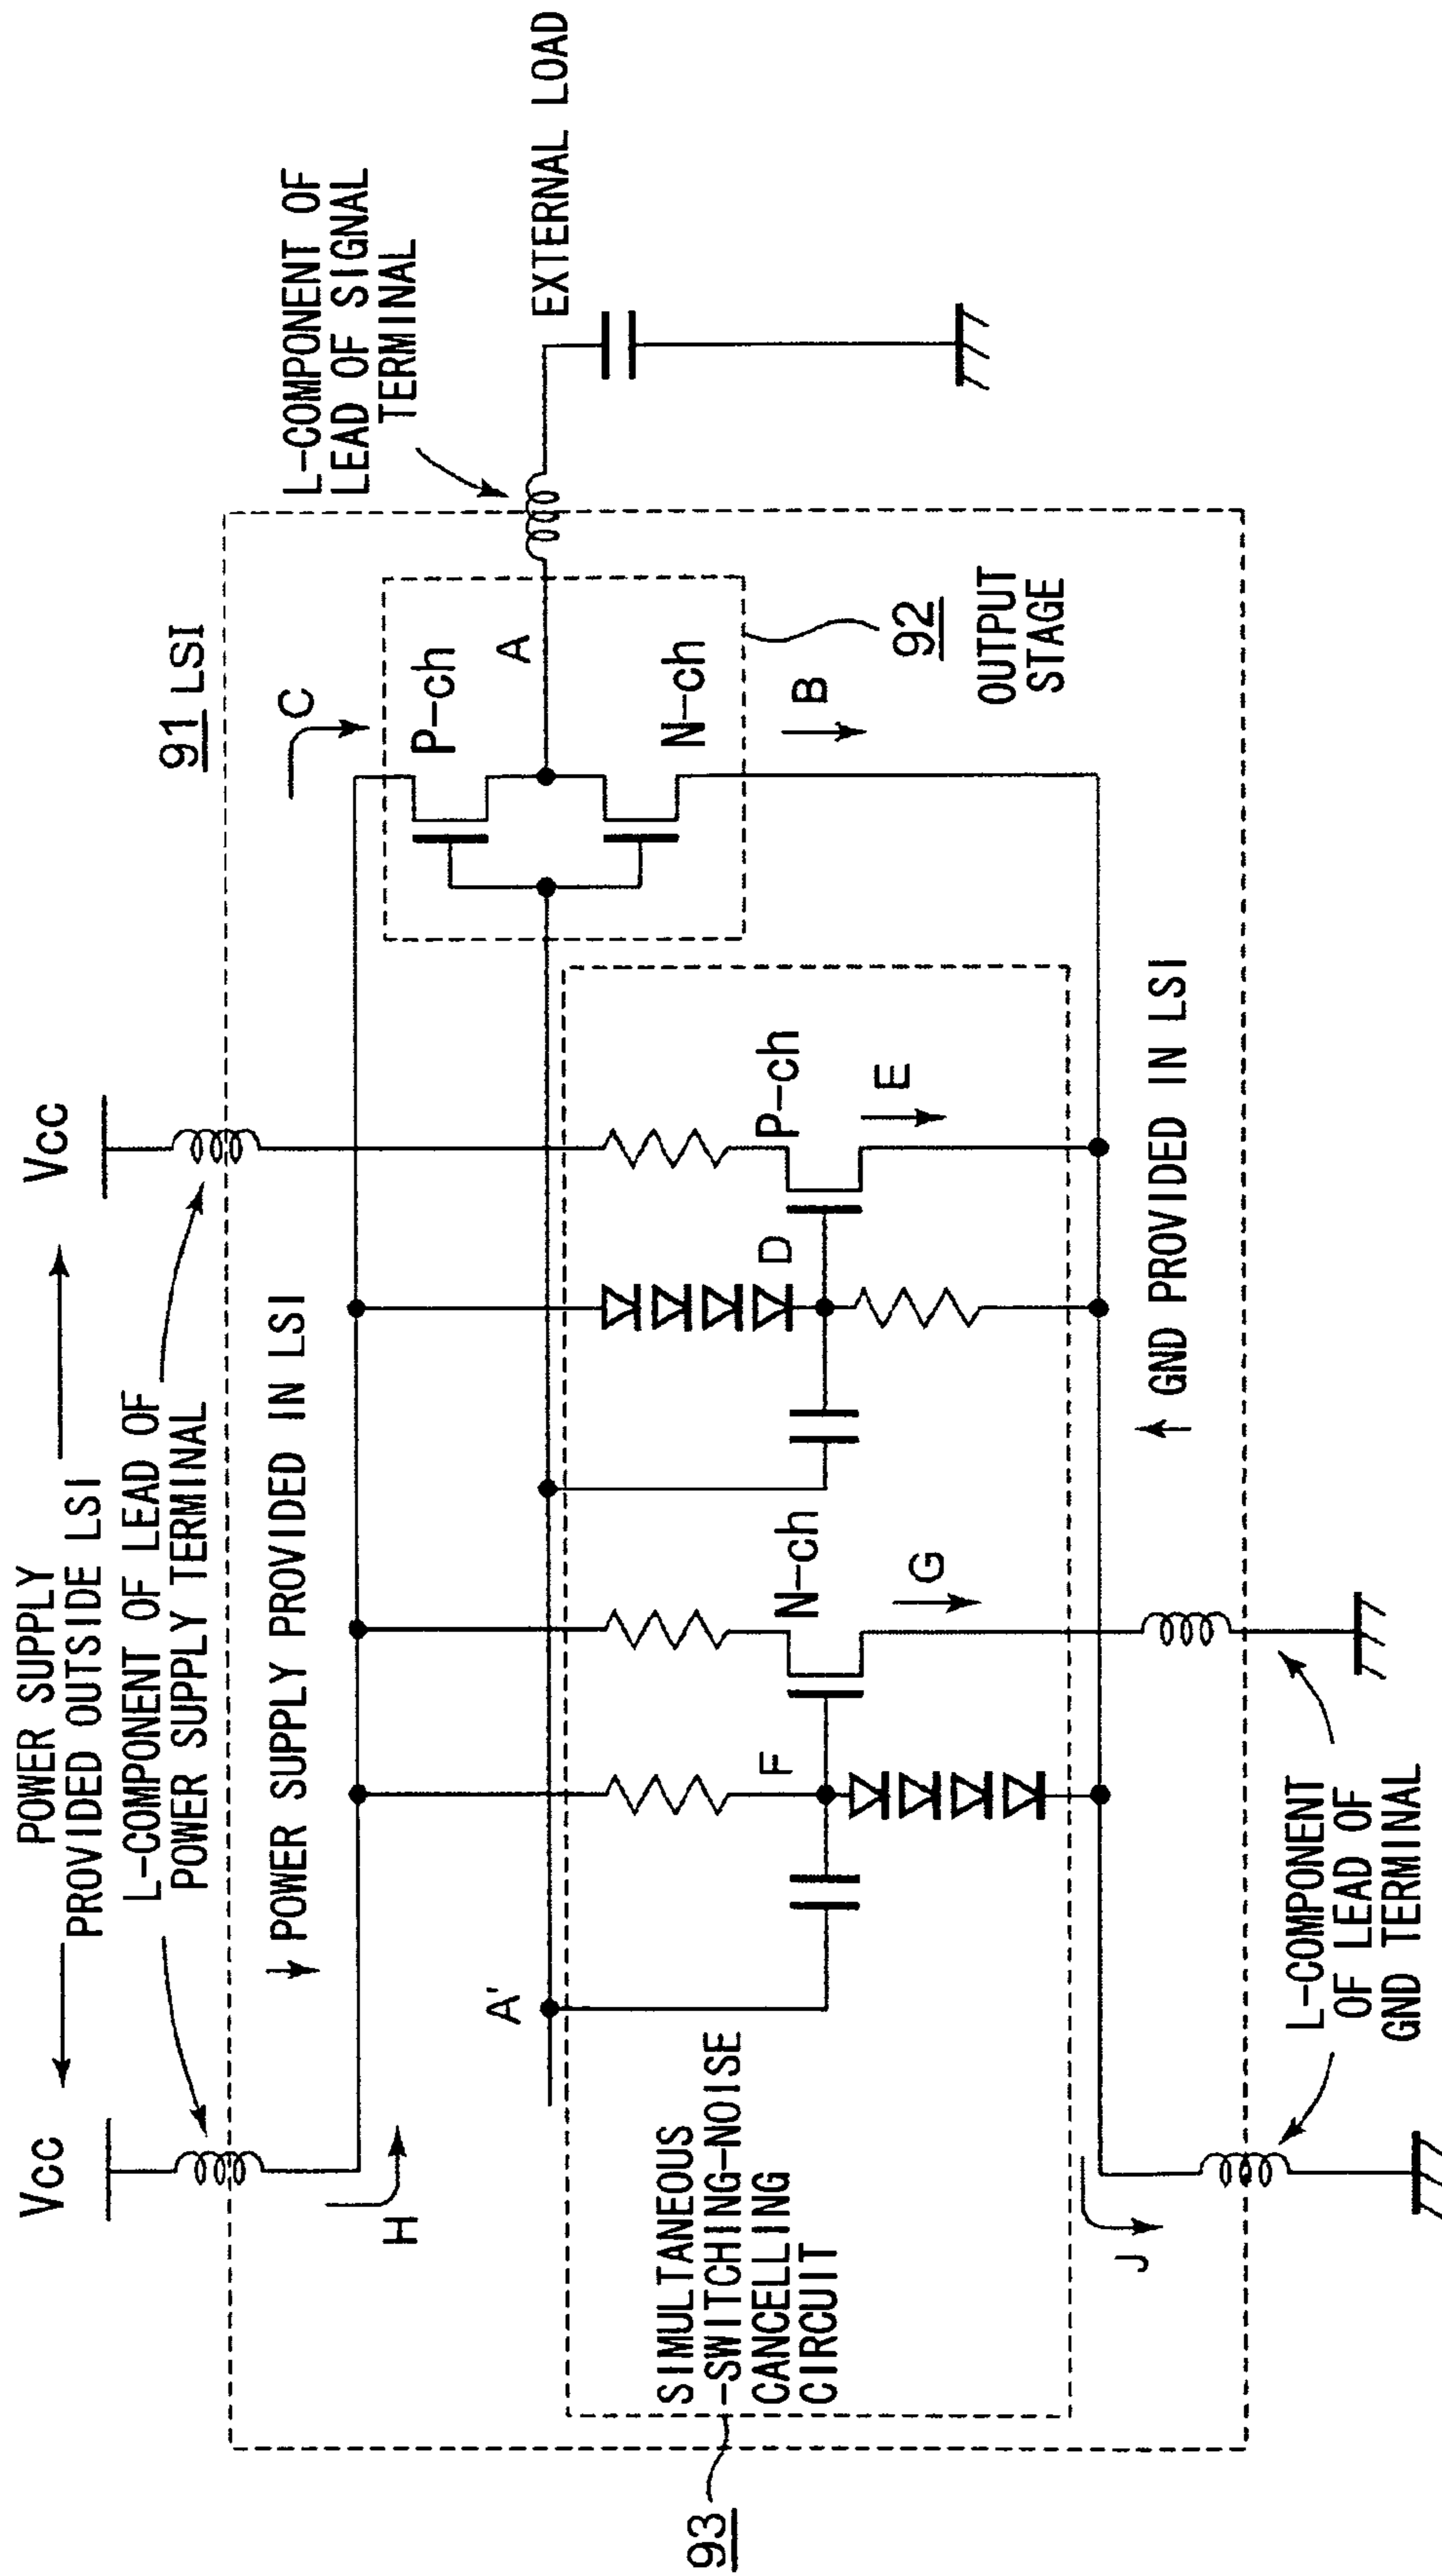 POWER SUPPLY
PROVIDED OUTSIDE LSI
Vcc
Vcc
L-COMPONENT OF LEAD OF
POWER SUPPLY TERMINAL
91 LSI
H
POWER SUPPLY PROVIDED IN LSI
C
L-COMPONENT OF
LEAD OF SIGNAL
TERMINAL
P-ch
A'
A
EXTERNAL LOAD
SIMULTANEOUS
-SWITCHING-NOISE
CANCELLING
CIRCUIT
93
N-ch
F
N-ch
D
P-ch
B
92
G
E
OUTPUT
STAGE
J
GND PROVIDED IN LSI
L-COMPONENT
OF LEAD OF
GND TERMINAL